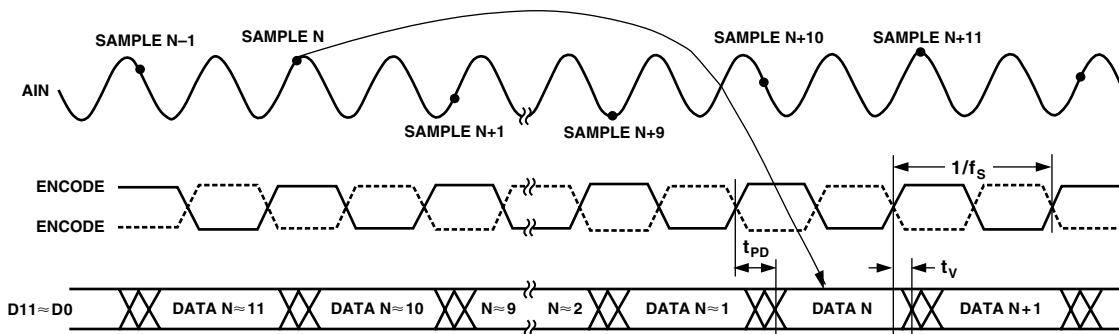 SAMPLE N–1
SAMPLE N
SAMPLE N+10
SAMPLE N+11
AIN
SAMPLE N+1
SAMPLE N+9
ENCODE
1/fS
ENCODE
tPD
tV
D11≈D0
DATA N≈11
DATA N≈10
N≈9
N≈2
DATA N≈1
DATA N
DATA N+1